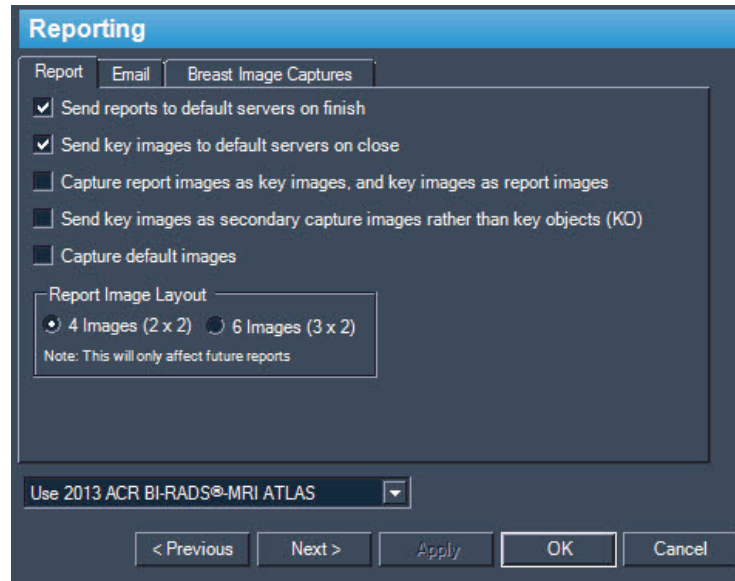 Reporting
Report Email Breast Image Captures
Send reports to default servers on finish
Send key images to default servers on close
Capture report images as key images, and key images as report images
Send key images as secondary capture images rather than key objects (KO)
Capture default images
Report Image Layout
4 Images (2 x 2) 6 Images (3 x 2)
Note: This will only affect future reports
Use 2013 ACR BI-RADS®-MRI ATLAS
< Previous Next > Apply OK Cancel